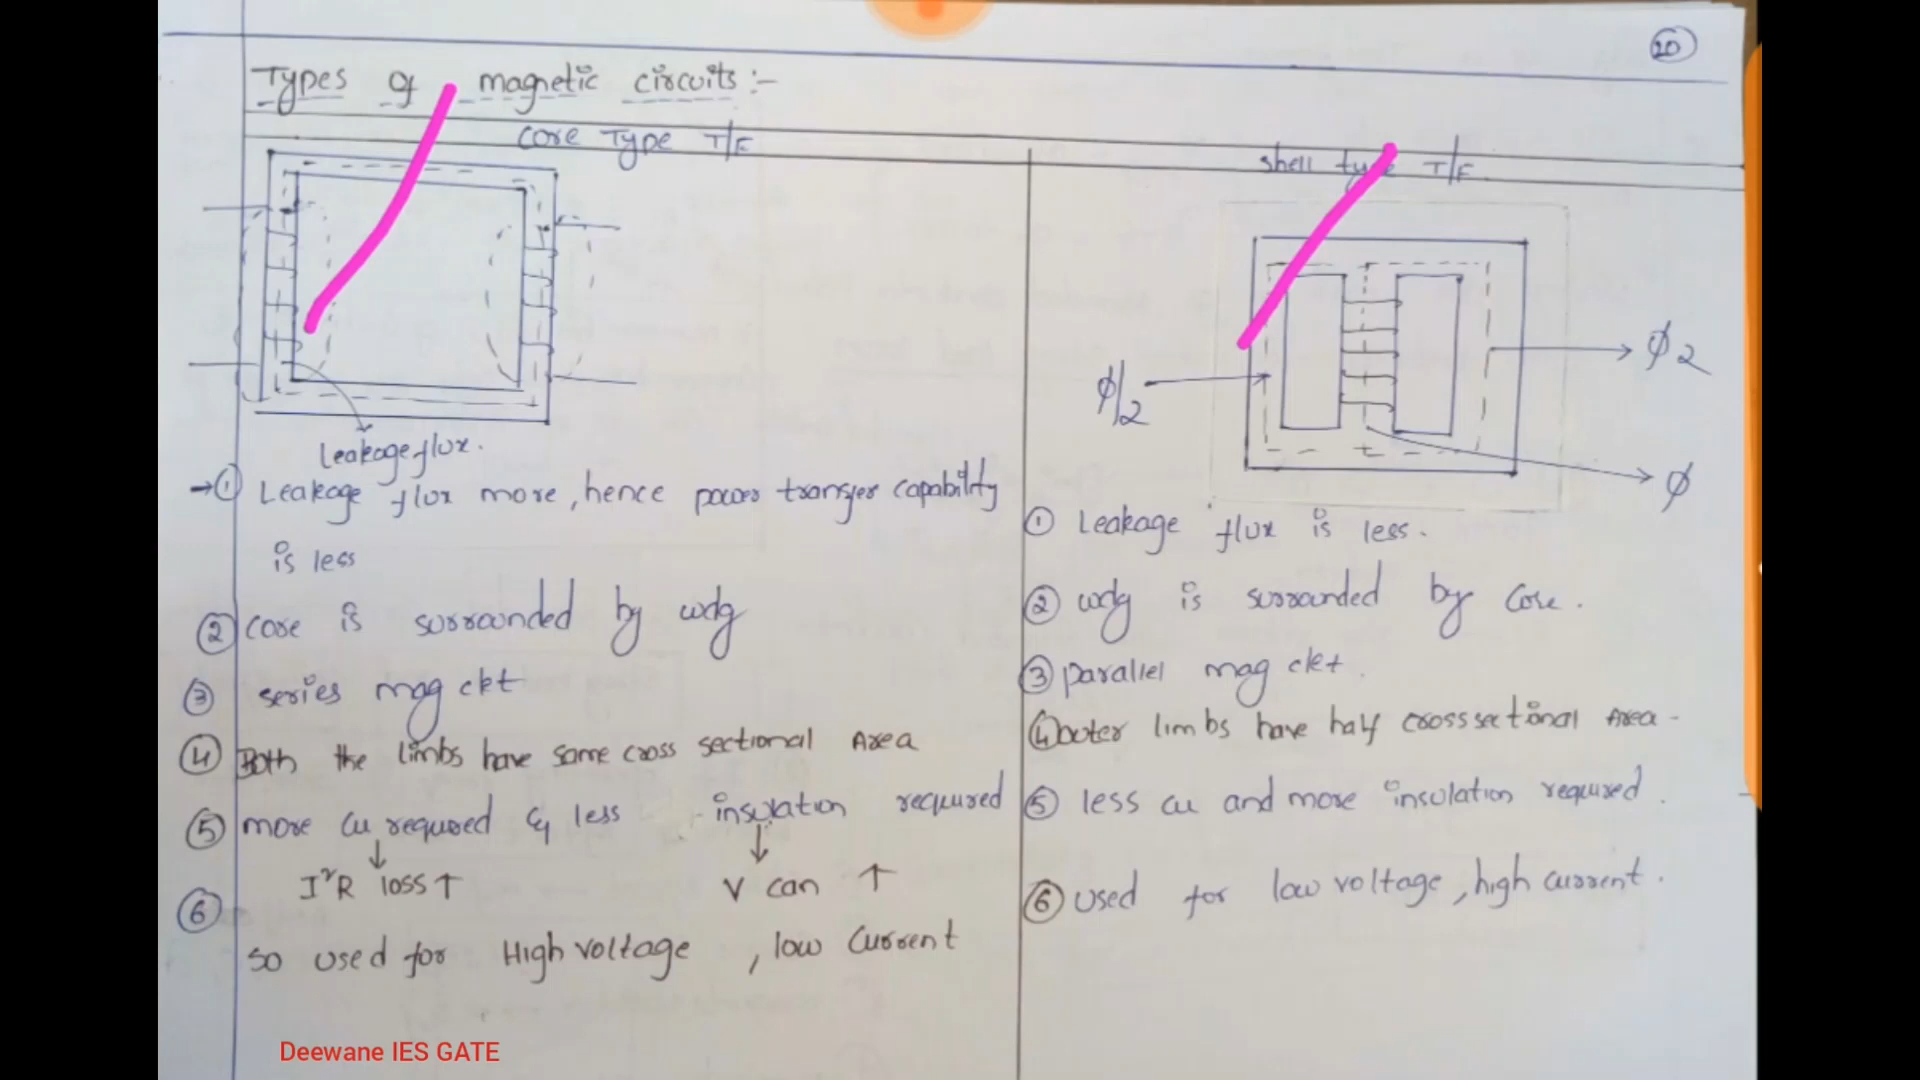 20
Types of magnetic circuits :-
core Type T/F
Leakage flux.
→ ① Leakage flux more, hence power transfer capability
is less
② core is surrounded by wdg
③ series mag ckt
④ Both the limbs have same cross sectional Area
⑤ more cu required & less insulation required
↓ ↓
I²R loss ↑ V can ↑
⑥
so used for High voltage, low current
shell type T/F
ϕ/2
ϕ2
ϕ
① Leakage flux is less.
② wdg is surrounded by core.
③ parallel mag ckt.
④ outer limbs have half crosssectional Area-
⑤ less cu and more insulation required.
⑥ used for low voltage, high current.
Deewane IES GATE